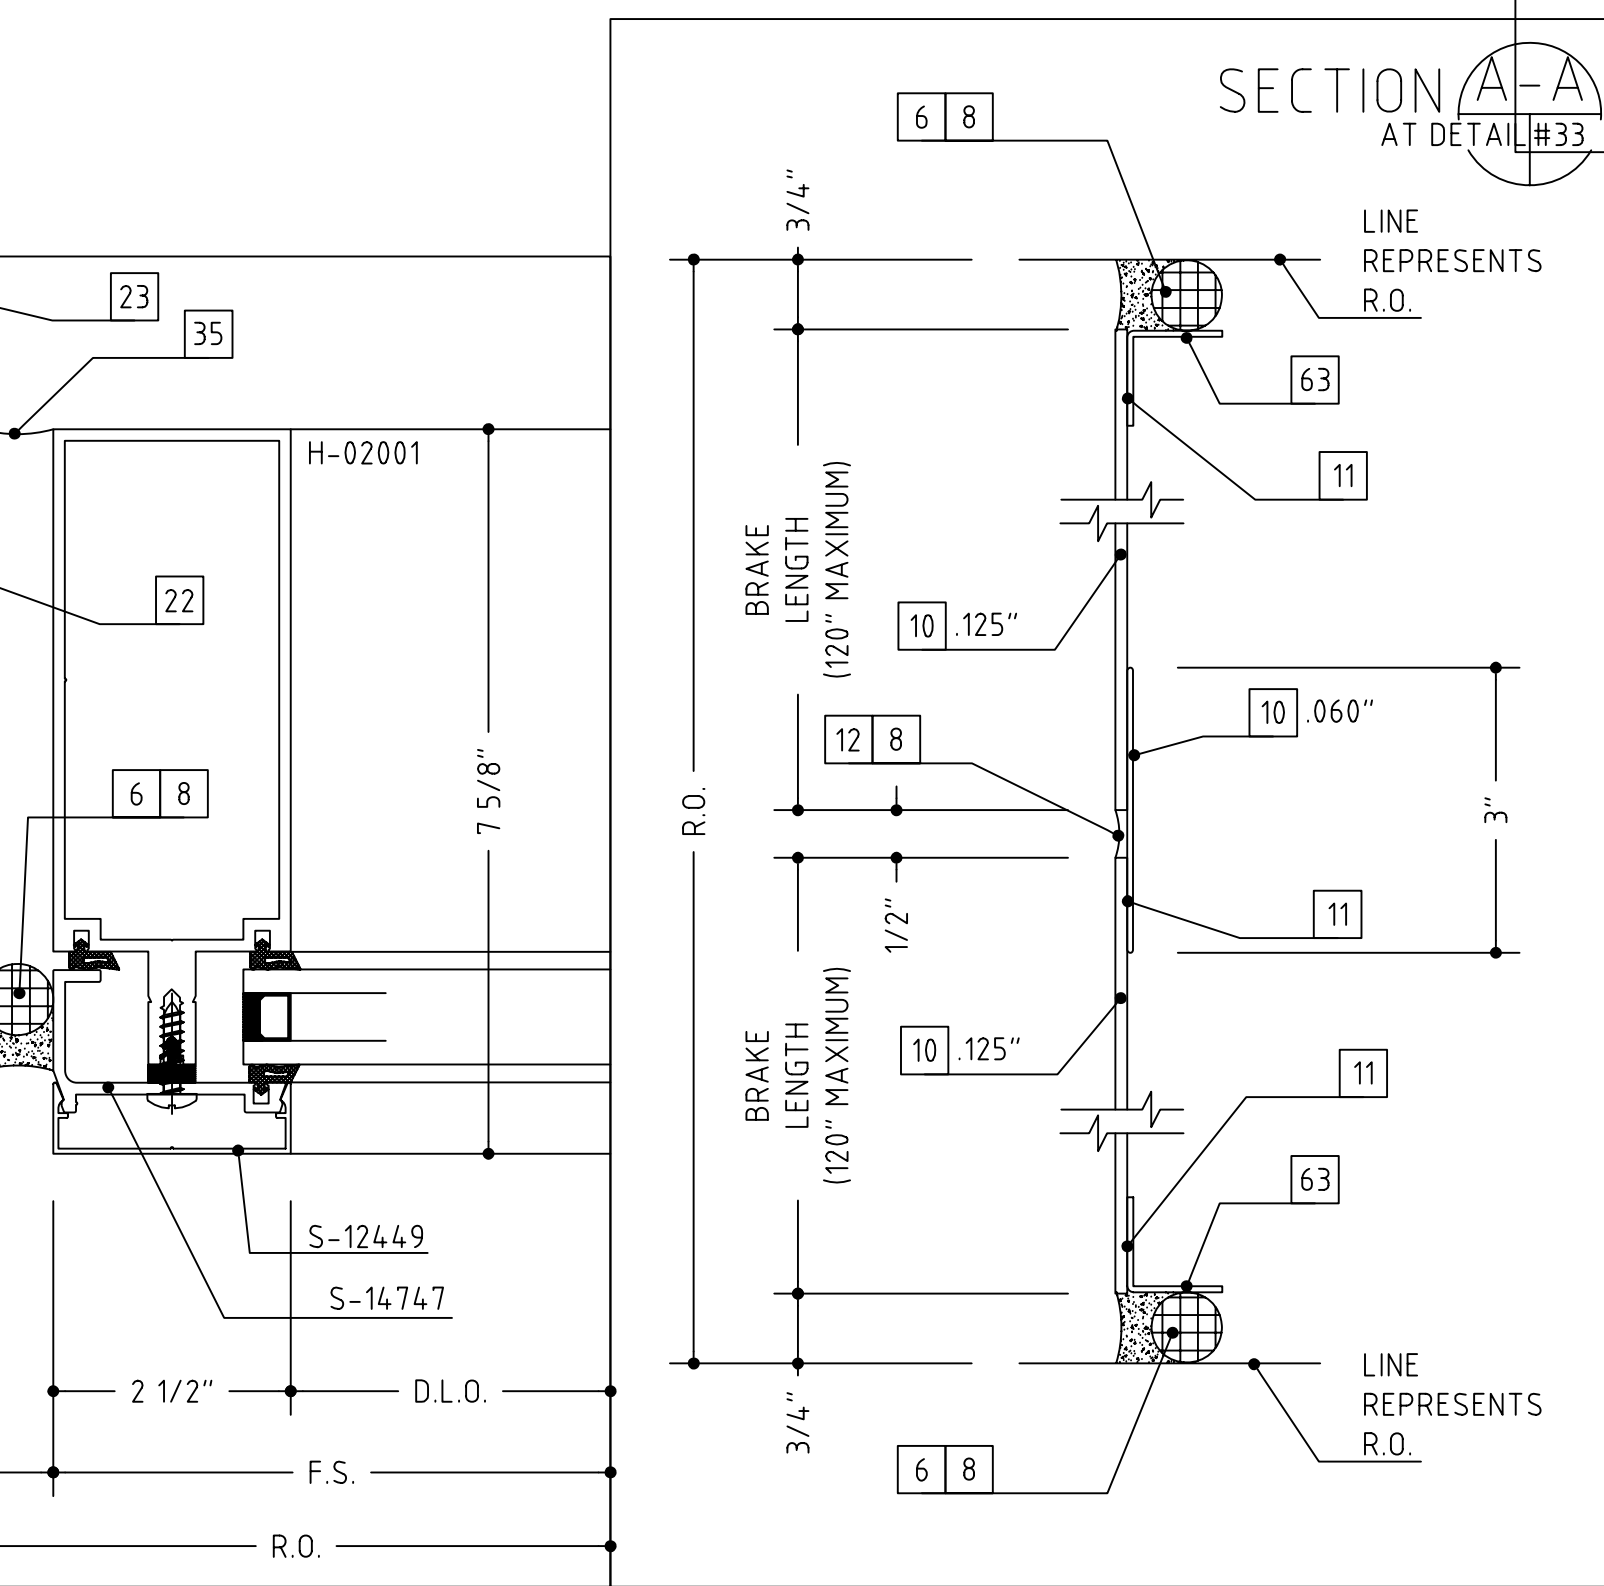 SECTION A-A
AT DETAIL #33
6 8
3/4"
LINE
REPRESENTS
R.O.
23
35
63
H-02001
11
BRAKE
LENGTH
(120" MAXIMUM)
22
10 .125"
10 .060"
12 8
6 8
7 5/8"
R.O.
3"
1/2"
11
BRAKE
LENGTH
(120" MAXIMUM)
10 .125"
11
63
S-12449
S-14747
2 1/2"
D.L.O.
3/4"
LINE
REPRESENTS
R.O.
6 8
F.S.
R.O.